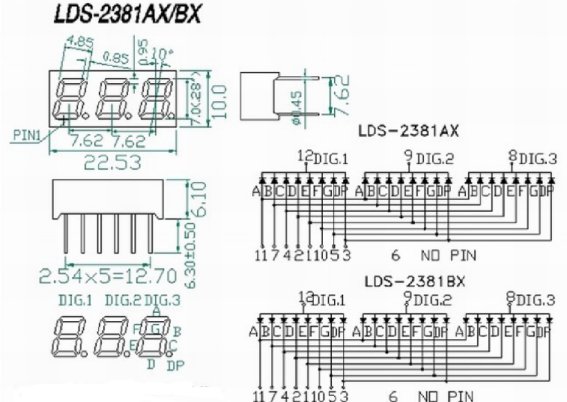 LDS-2381AX/BX
4.85
0.85
0.95
10°
7.0(.28")
10.0
PIN1
7.62
7.62
22.53
ø0.45
7.62
6.10
6.30±0.50
2.54×5=12.70
DIG.1 DIG.2 DIG.3
A
F G B
E C
D DP
LDS-2381AX
12 DIG.1 9 DIG.2 8 DIG.3
A B C D E F G DP A B C D E F G DP A B C D E F G DP
11 7 4 2 1 10 5 3 6 NO PIN
LDS-2381BX
12 DIG.1 9 DIG.2 8 DIG.3
A B C D E F G DP A B C D E F G DP A B C D E F G DP
11 7 4 2 1 10 5 3 6 NO PIN